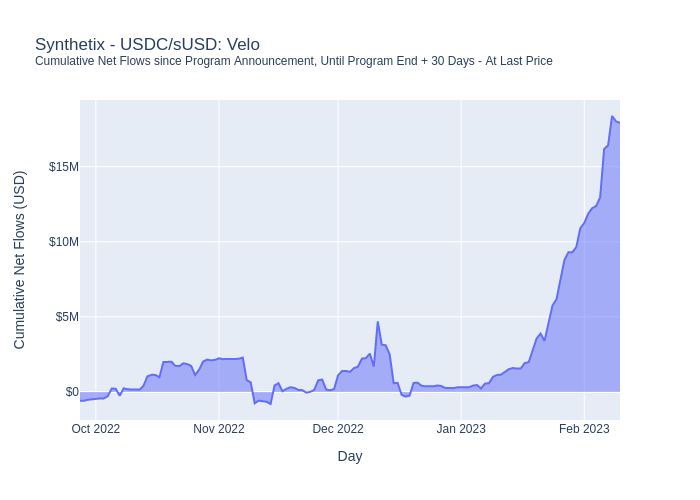 Synthetix - USDC/sUSD: Velo
Cumulative Net Flows since Program Announcement, Until Program End + 30 Days - At Last Price
Cumulative Net Flows (USD)
$15M
$10M
$5M
$0
Oct 2022
Nov 2022
Dec 2022
Jan 2023
Feb 2023
Day